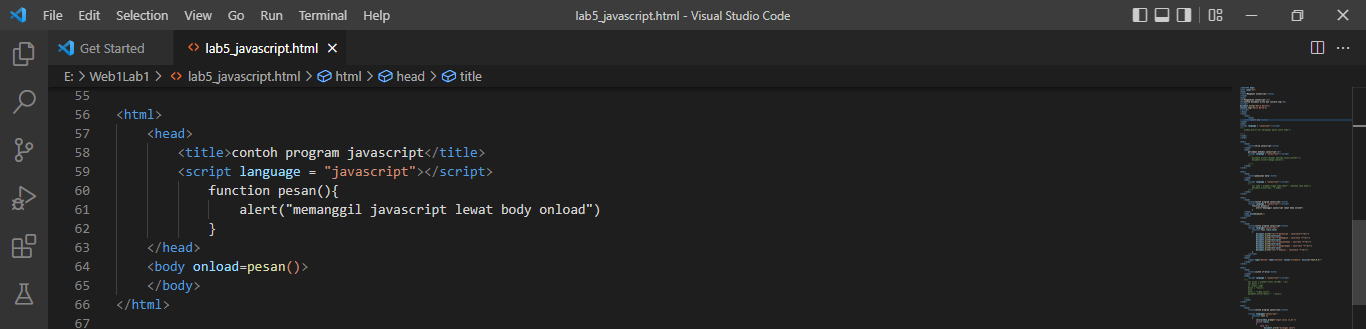 File Edit Selection View Go Run Terminal Help lab5_javascript.html - Visual Studio Code
Get Started lab5_javascript.html
E: > Web1Lab1 > lab5_javascript.html > html > head > title
55
56 <html>
57 <head>
58 <title>contoh program javascript</title>
59 <script language = "javascript"></script>
60 function pesan(){
61 alert("memanggil javascript lewat body onload")
62 }
63 </head>
64 <body onload=pesan()>
65 </body>
66 </html>
67